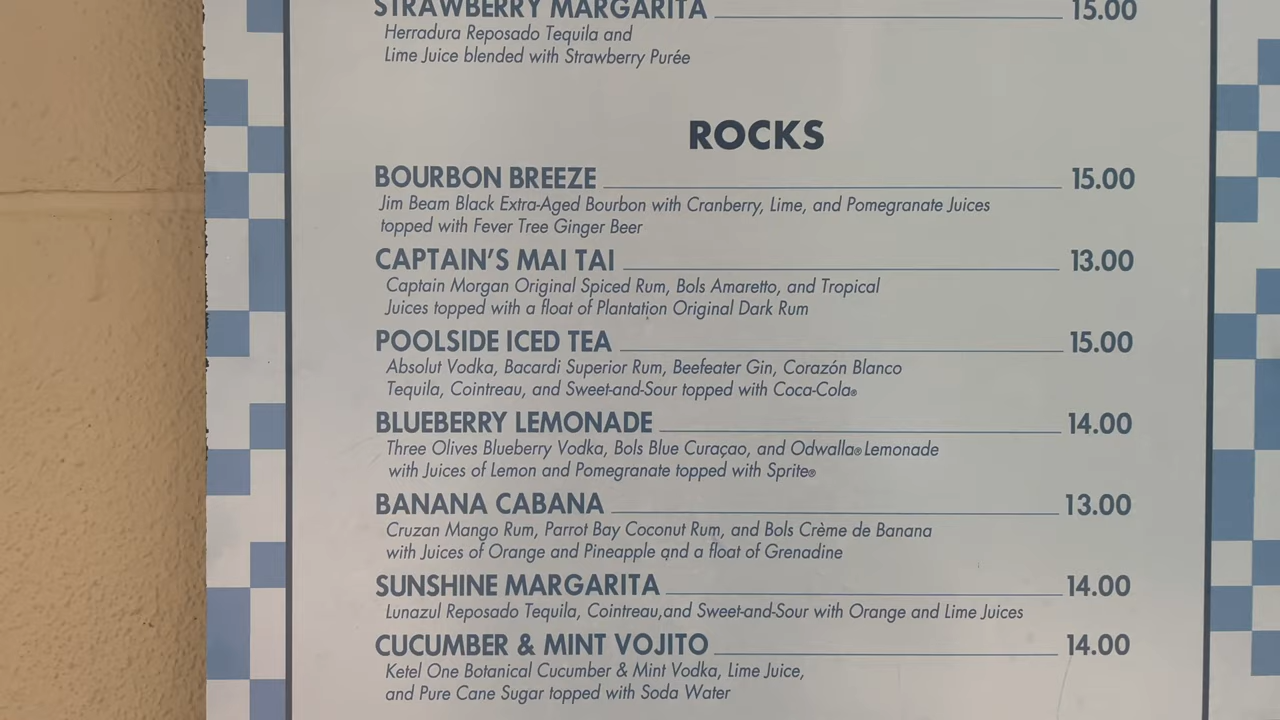 STRAWBERRY MARGARITA 15.00
Herradura Reposado Tequila and
Lime Juice blended with Strawberry Purée
ROCKS
BOURBON BREEZE 15.00
Jim Beam Black Extra-Aged Bourbon with Cranberry, Lime, and Pomegranate Juices
topped with Fever Tree Ginger Beer
CAPTAIN'S MAI TAI 13.00
Captain Morgan Original Spiced Rum, Bols Amaretto, and Tropical
Juices topped with a float of Plantation Original Dark Rum
POOLSIDE ICED TEA 15.00
Absolut Vodka, Bacardi Superior Rum, Beefeater Gin, Corazón Blanco
Tequila, Cointreau, and Sweet-and-Sour topped with Coca-Cola®
BLUEBERRY LEMONADE 14.00
Three Olives Blueberry Vodka, Bols Blue Curaçao, and Odwalla® Lemonade
with Juices of Lemon and Pomegranate topped with Sprite®
BANANA CABANA 13.00
Cruzan Mango Rum, Parrot Bay Coconut Rum, and Bols Crème de Banana
with Juices of Orange and Pineapple and a float of Grenadine
SUNSHINE MARGARITA 14.00
Lunazul Reposado Tequila, Cointreau,and Sweet-and-Sour with Orange and Lime Juices
CUCUMBER & MINT VOJITO 14.00
Ketel One Botanical Cucumber & Mint Vodka, Lime Juice,
and Pure Cane Sugar topped with Soda Water